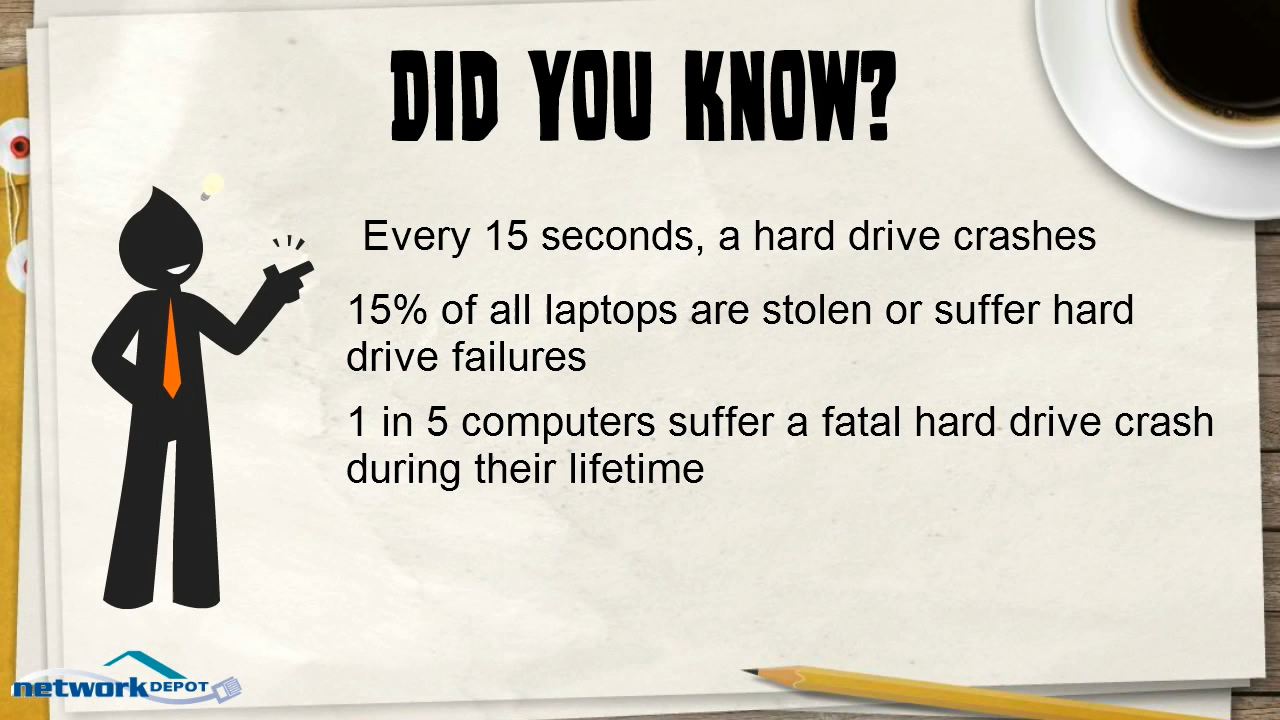 DID YOU KNOW?
Every 15 seconds, a hard drive crashes
15% of all laptops are stolen or suffer hard
drive failures
1 in 5 computers suffer a fatal hard drive crash
during their lifetime
networkDEPOT